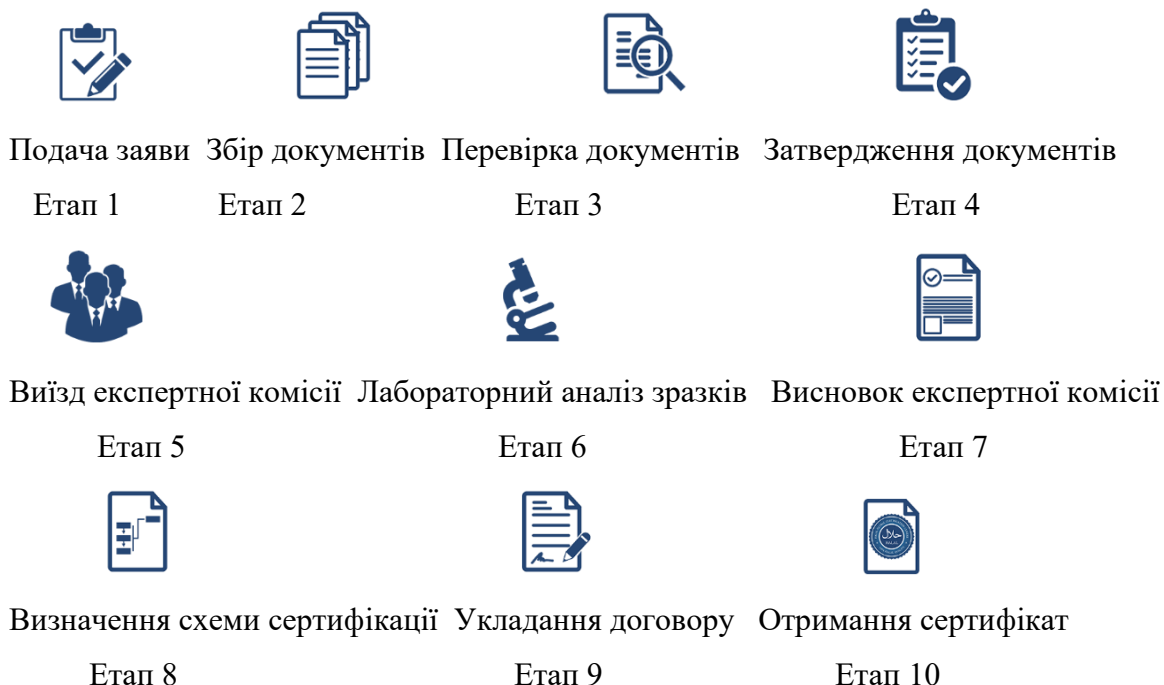 Подача заяви Збір документів Перевірка документів Затвердження документів
Етап 1 Етап 2 Етап 3 Етап 4
Виїзд експертної комісії Лабораторний аналіз зразків Висновок експертної комісії
Етап 5 Етап 6 Етап 7
حلال
HALAL
Визначення схеми сертифікації Укладання договору Отримання сертифікат
Етап 8 Етап 9 Етап 10